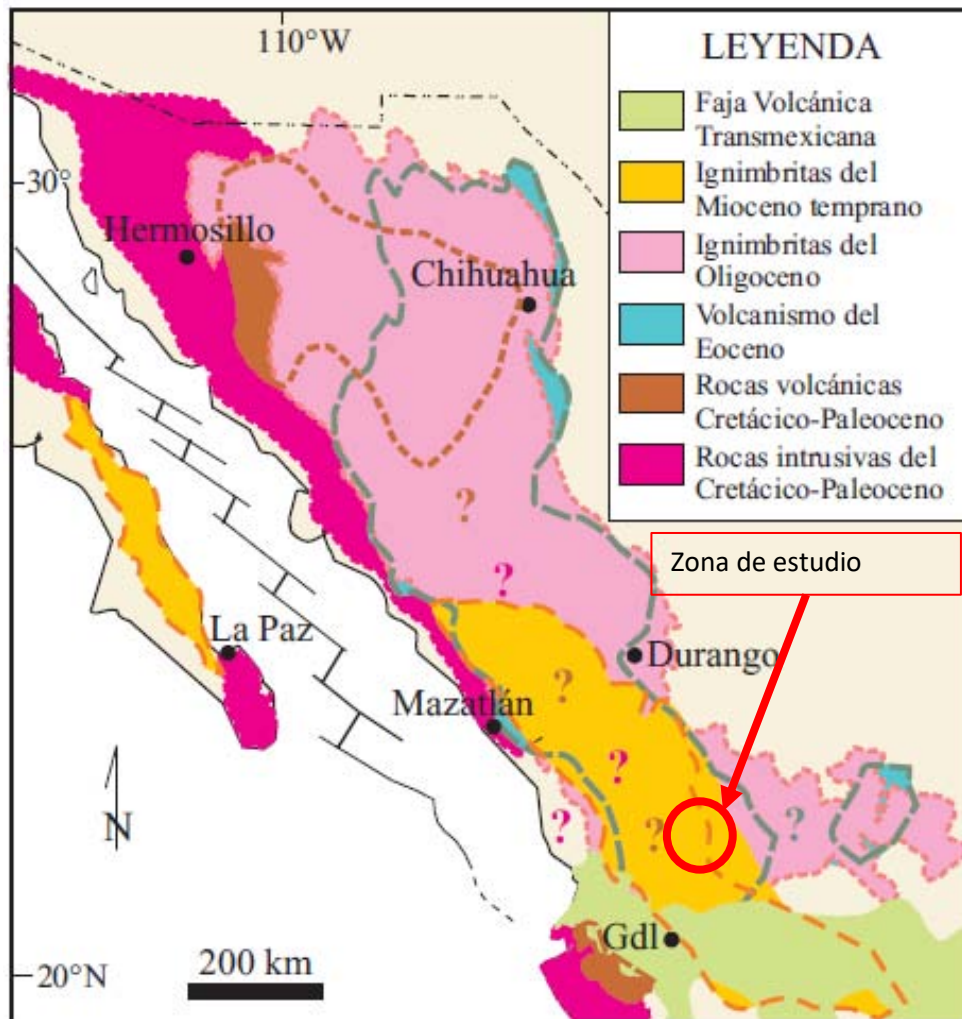 110°W
30°
Hermosillo
Chihuahua
?
?
La Paz
Durango
Mazatlán
?
?
?
?
?
N
Gdl
20°N
200 km
LEYENDA
Faja Volcánica
Transmexicana
Ignimbritas del
Mioceno temprano
Ignimbritas del
Oligoceno
Volcanismo del
Eoceno
Rocas volcánicas
Cretácico-Paleoceno
Rocas intrusivas del
Cretácico-Paleoceno
Zona de estudio